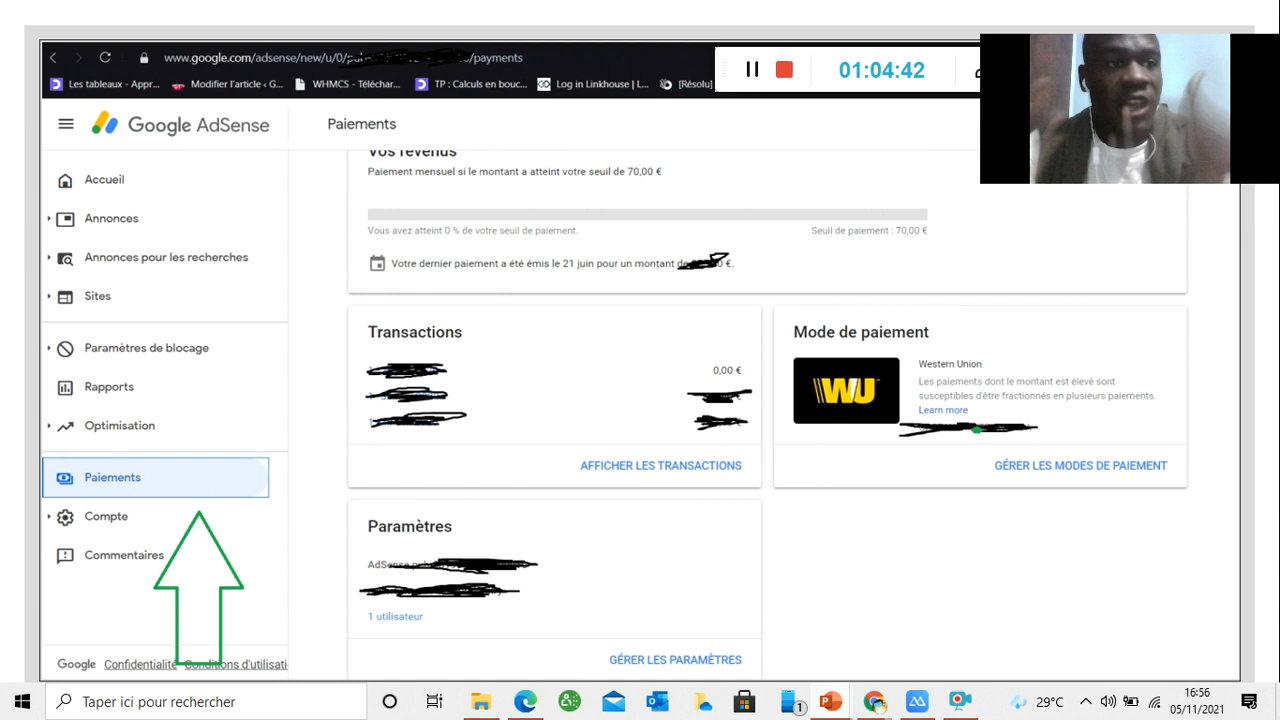 www.google.com/adsense/new/u/0/p /payments
01:04:42
Les tableaux - Appr...
Modifier l'article ‹ G...
WHMCS - Téléchar...
TP : Calculs en bouc...
Log in Linkhouse | L...
[Résolu]
Google AdSense
Paiements
Vos revenus
Paiement mensuel si le montant a atteint votre seuil de 70,00 €
Accueil
Annonces
Vous avez atteint 0 % de votre seuil de paiement.
Seuil de paiement : 70,00 €
Annonces pour les recherches
Votre dernier paiement a été émis le 21 juin pour un montant de €.
Sites
Transactions
Mode de paiement
Paramètres de blocage
0,00 €
WU
Western Union
Les paiements dont le montant est élevé sont
susceptibles d'être fractionnés en plusieurs paiements.
Learn more
Rapports
Optimisation
AFFICHER LES TRANSACTIONS
GÉRER LES MODES DE PAIEMENT
Paiements
Compte
Paramètres
Commentaires
AdSense
1 utilisateur
GÉRER LES PARAMÈTRES
Google Confidentialité Conditions d'utilisati
Taper ici pour rechercher
1
29°C
16:56
05/11/2021